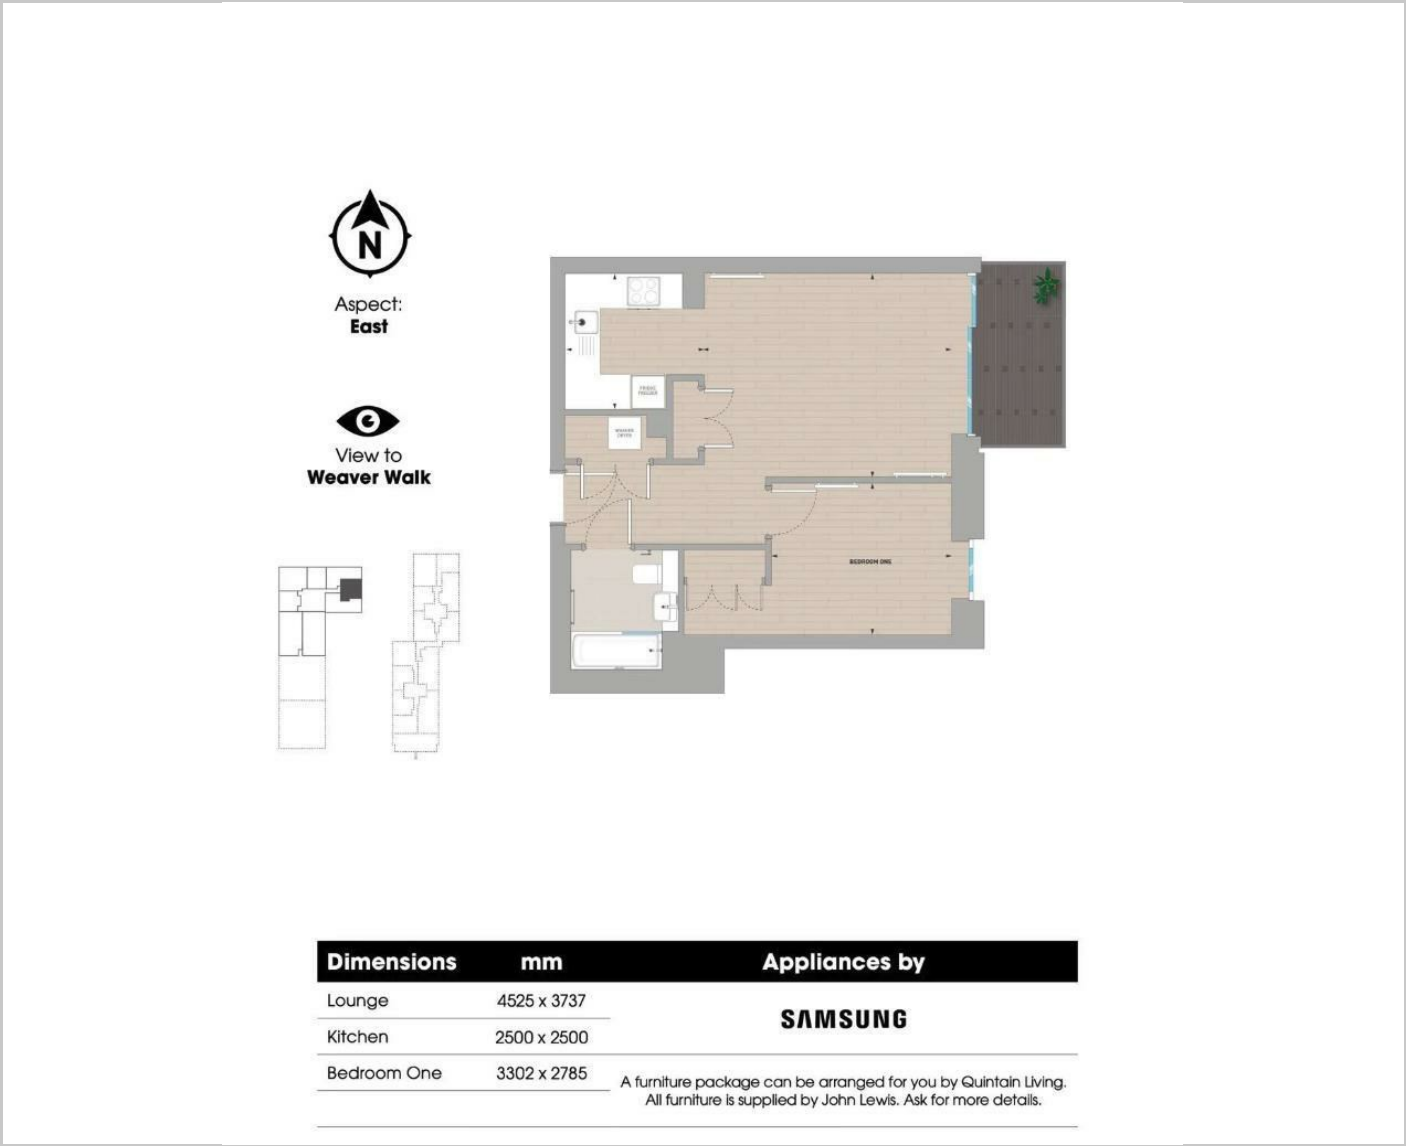 N
Aspect:
East
View to
Weaver Walk
FRIDGE
FREEZER
WASHER
DRYER
BEDROOM ONE
Dimensions mm Appliances by
Lounge 4525 x 3737
SAMSUNG
Kitchen 2500 x 2500
Bedroom One 3302 x 2785
A furniture package can be arranged for you by Quintain Living.
All furniture is supplied by John Lewis. Ask for more details.